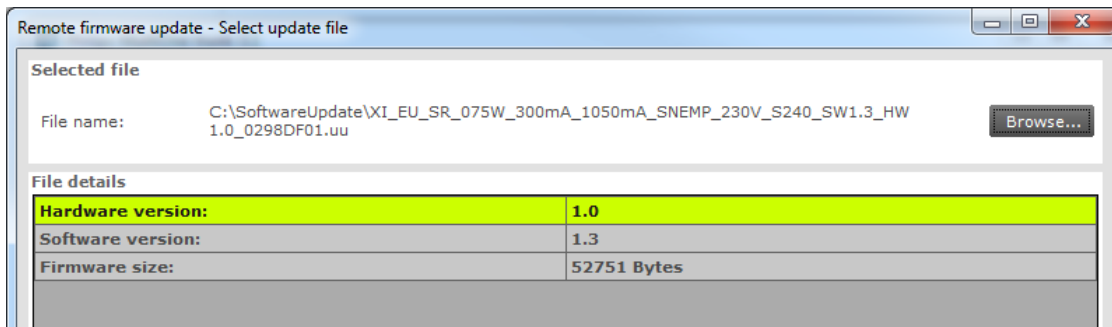 Remote firmware update - Select update file
Selected file
File name:
C:\SoftwareUpdate\XI_EU_SR_075W_300mA_1050mA_SNEMP_230V_S240_SW1.3_HW
1.0_0298DF01.uu
Browse...
File details
Hardware version: 1.0
Software version: 1.3
Firmware size: 52751 Bytes